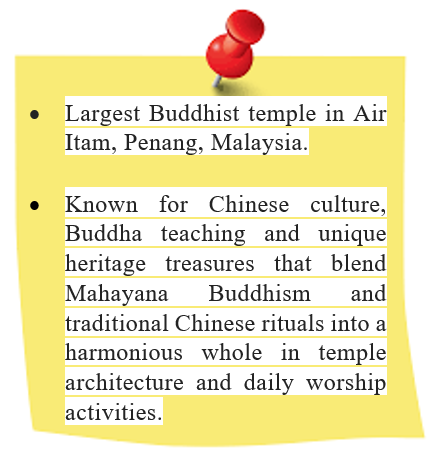 • Largest Buddhist temple in Air
Itam, Penang, Malaysia.
• Known for Chinese culture,
Buddha teaching and unique
heritage treasures that blend
Mahayana Buddhism and
traditional Chinese rituals into a
harmonious whole in temple
architecture and daily worship
activities.